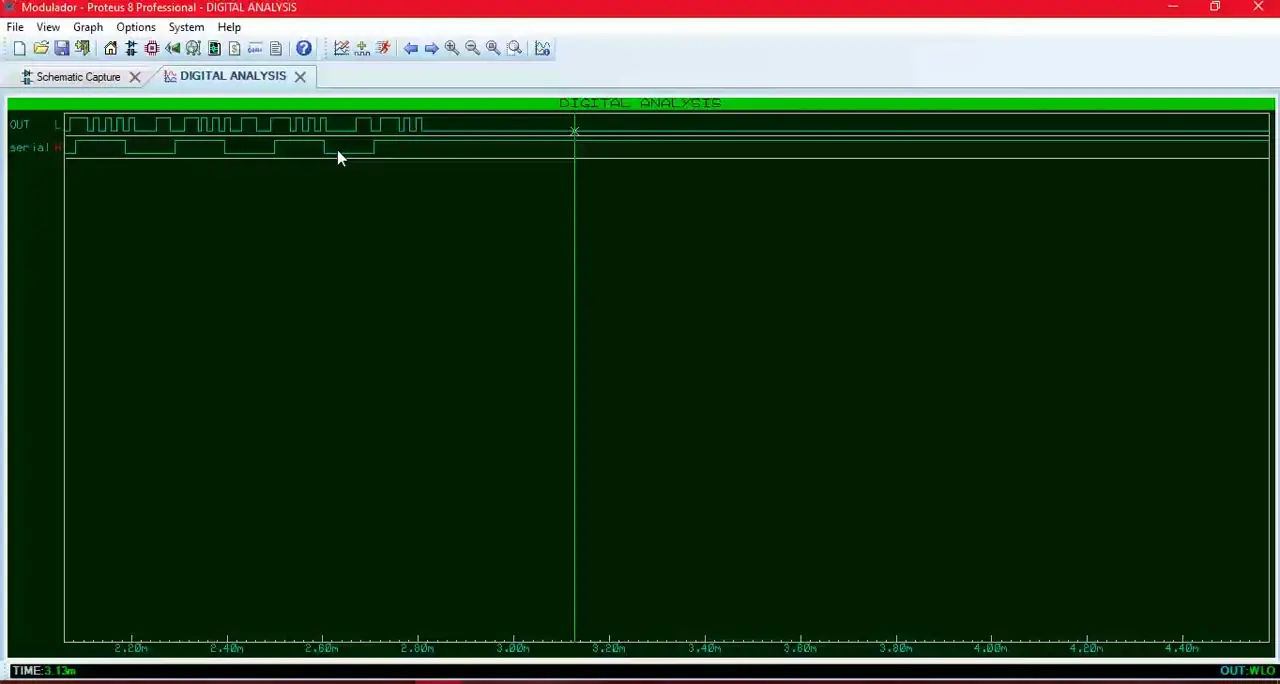 Modulador - Proteus 8 Professional - DIGITAL ANALYSIS
File View Graph Options System Help
Schematic Capture DIGITAL ANALYSIS
DIGITAL ANALYSIS
OUT L
serial H
2.20m 2.40m 2.60m 2.80m 3.00m 3.20m 3.40m 3.60m 3.80m 4.00m 4.20m 4.40m
TIME:3.13m OUT:WLO